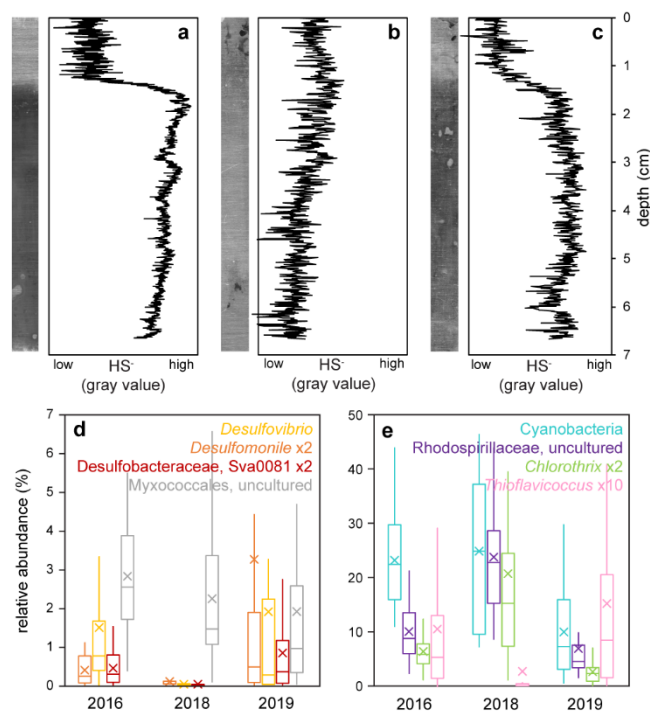 a
b
c
0
1
2
3
4
5
6
7
depth (cm)
low HS- high
(gray value)
low HS- high
(gray value)
low HS- high
(gray value)
d
Desulfovibrio
Desulfomonile x2
Desulfobacteraceae, Sva0081 x2
Myxococcales, uncultured
7
6
5
4
3
2
1
0
relative abundance (%)
2016 2018 2019
e
Cyanobacteria
Rhodospirillaceae, uncultured
Chlorothrix x2
Thioflavicoccus x10
50
40
30
20
10
0
2016 2018 2019